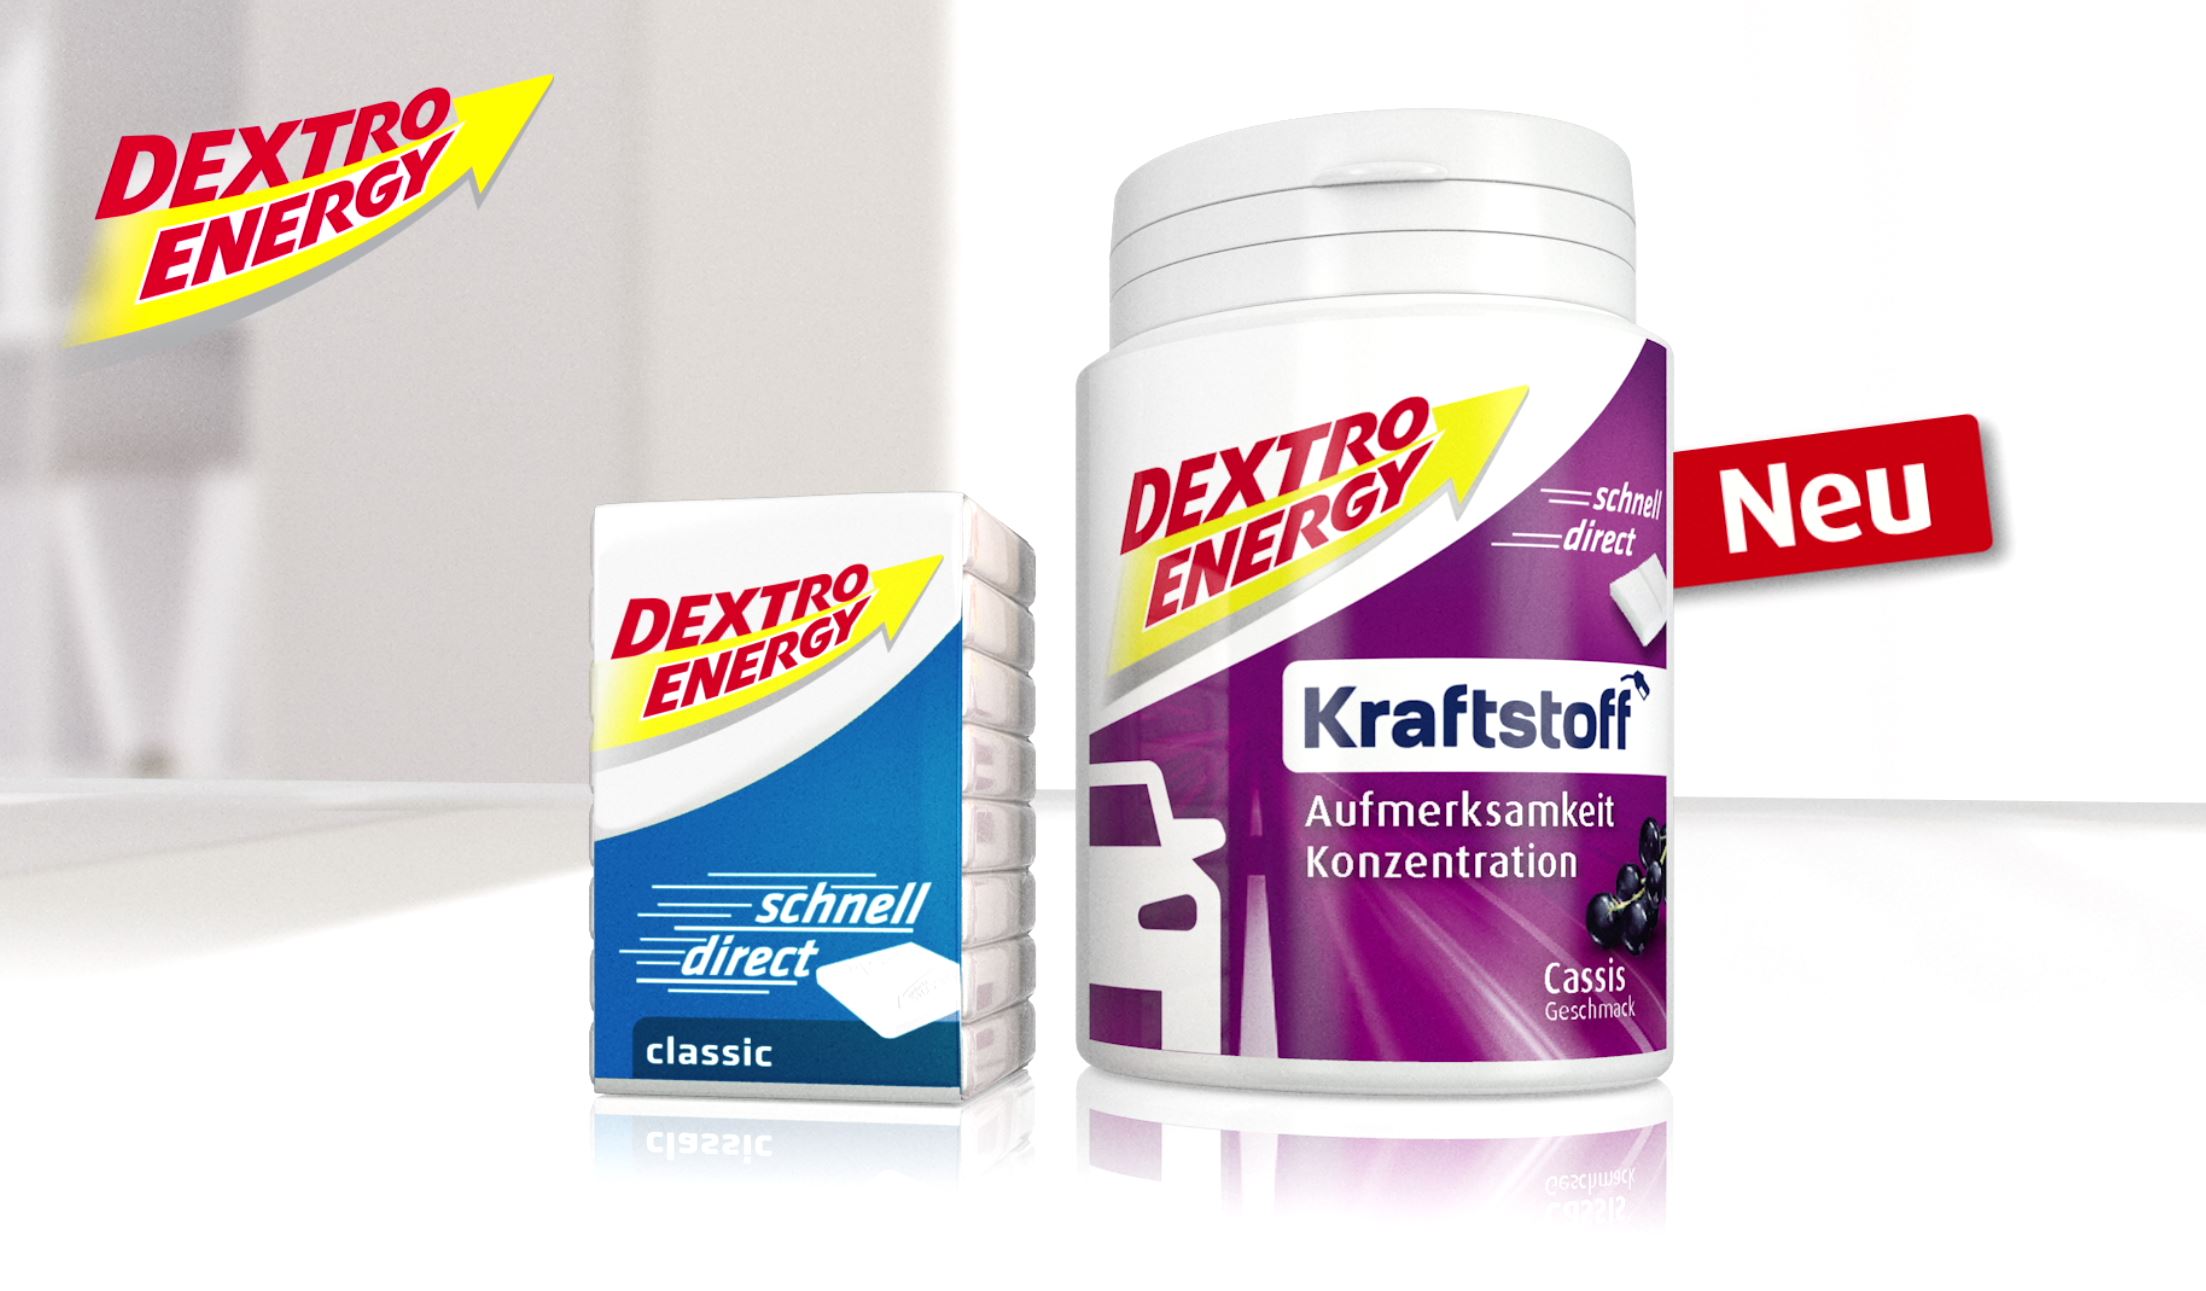 DEXTRO
ENERGY
DEXTRO
ENERGY
schnell
direct
classic
DEXTRO
ENERGY
schnell
direct
Kraftstoff
Aufmerksamkeit
Konzentration
Cassis
Geschmack
Neu